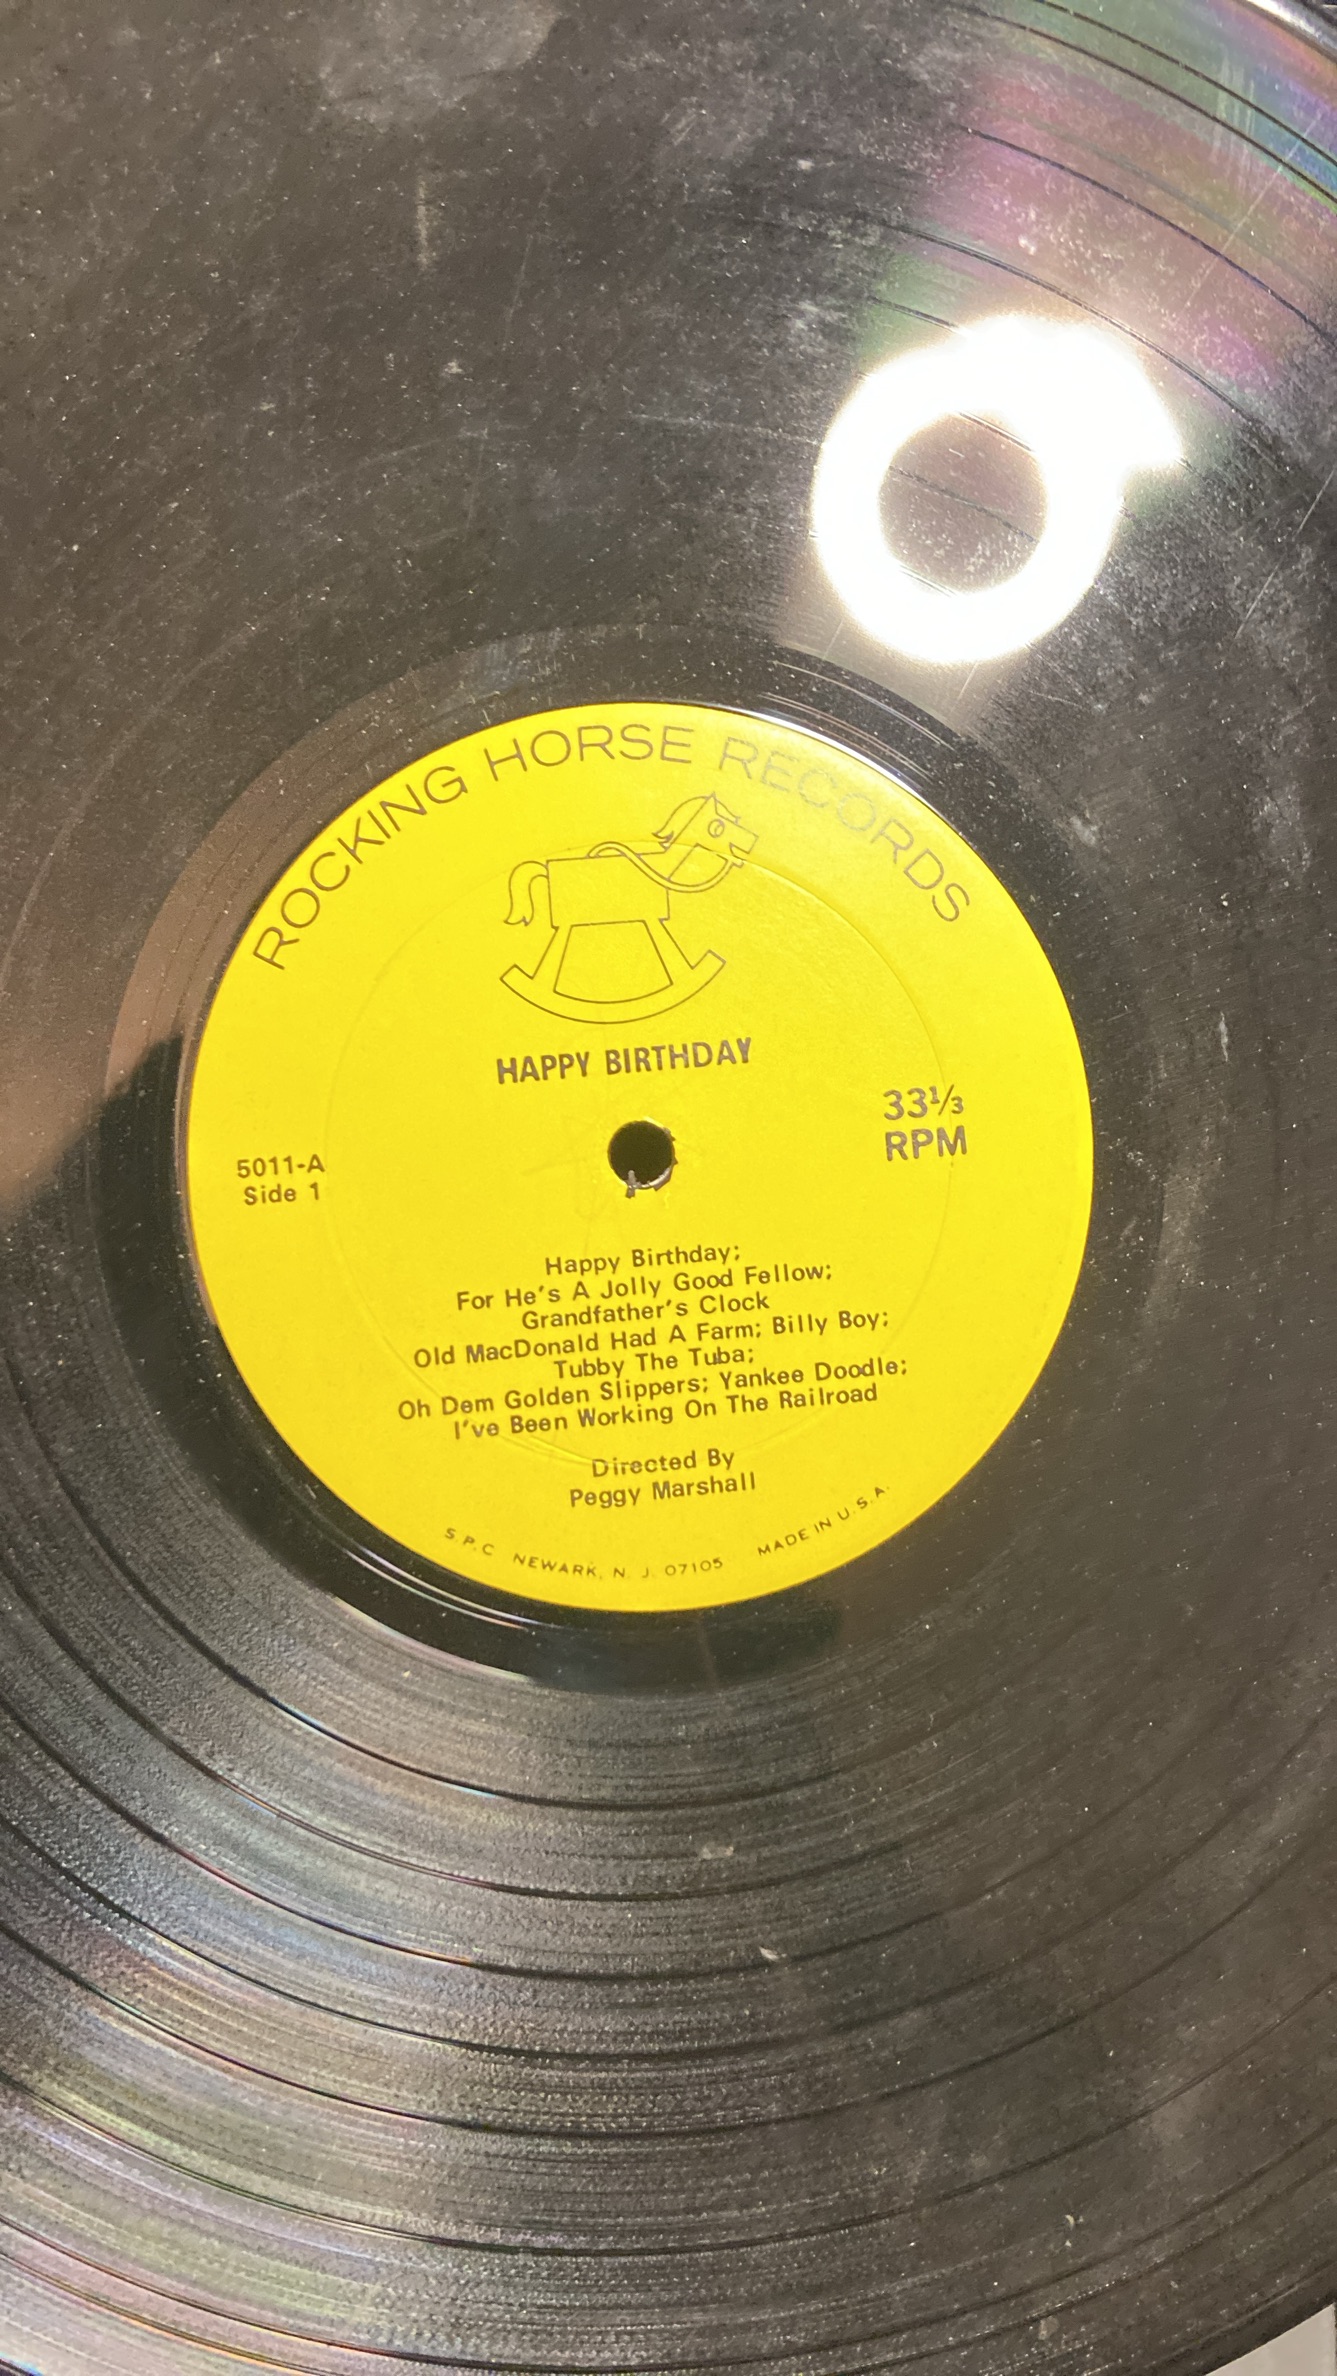 ROCKING HORSE RECORDS
HAPPY BIRTHDAY
33⅓
RPM
5011-A
Side 1
Happy Birthday;
For He's A Jolly Good Fellow;
Grandfather's Clock
Old MacDonald Had A Farm; Billy Boy;
Tubby The Tuba;
Oh Dem Golden Slippers; Yankee Doodle;
I've Been Working On The Railroad
Directed By
Peggy Marshall
S.P.C NEWARK, N. J. 07105 MADE IN U.S.A.